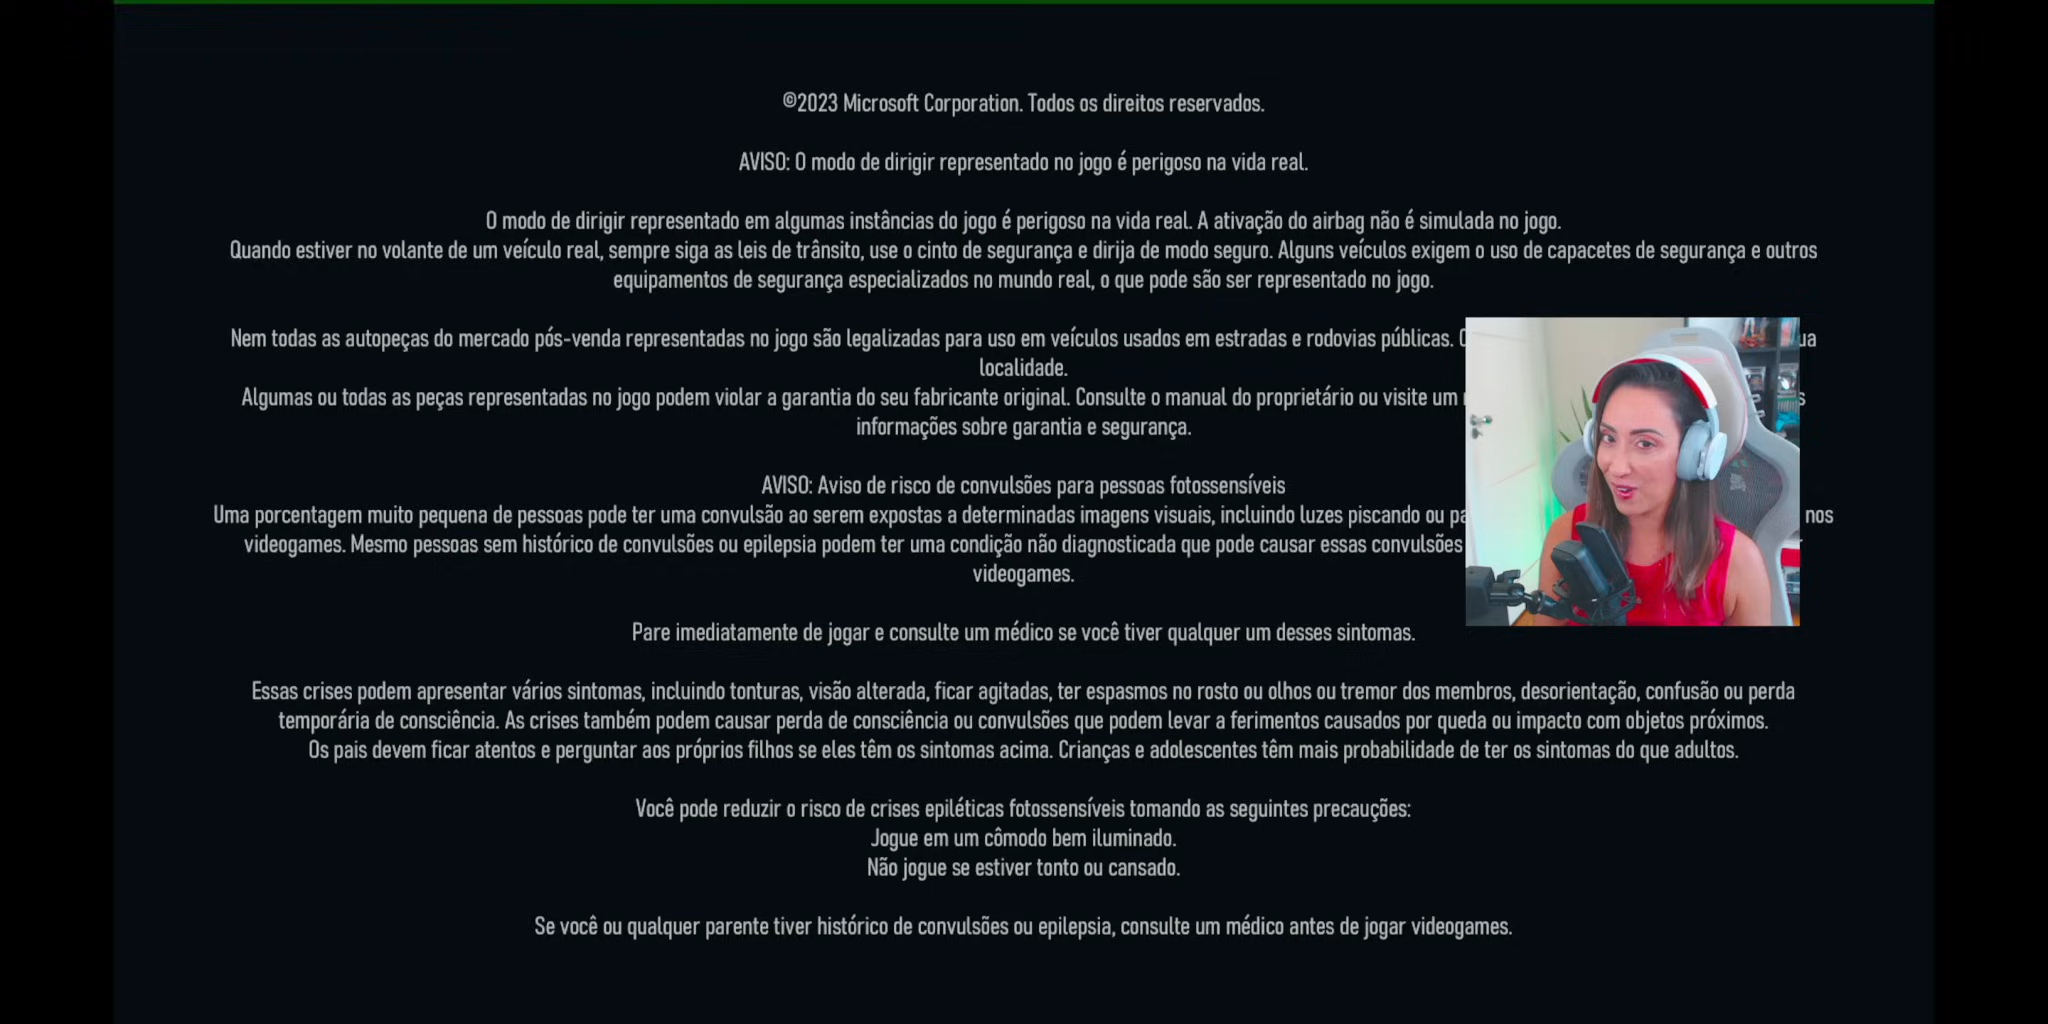 ©2023 Microsoft Corporation. Todos os direitos reservados.
AVISO: O modo de dirigir representado no jogo é perigoso na vida real.
O modo de dirigir representado em algumas instâncias do jogo é perigoso na vida real. A ativação do airbag não é simulada no jogo.
Quando estiver no volante de um veículo real, sempre siga as leis de trânsito, use o cinto de segurança e dirija de modo seguro. Alguns veículos exigem o uso de capacetes de segurança e outros
equipamentos de segurança especializados no mundo real, o que pode são ser representado no jogo.
Nem todas as autopeças do mercado pós-venda representadas no jogo são legalizadas para uso em veículos usados em estradas e rodovias públicas.
localidade.
Algumas ou todas as peças representadas no jogo podem violar a garantia do seu fabricante original. Consulte o manual do proprietário ou visite um
informações sobre garantia e segurança.
AVISO: Aviso de risco de convulsões para pessoas fotossensíveis
Uma porcentagem muito pequena de pessoas pode ter uma convulsão ao serem expostas a determinadas imagens visuais, incluindo luzes piscando ou nos
videogames. Mesmo pessoas sem histórico de convulsões ou epilepsia podem ter uma condição não diagnosticada que pode causar essas convulsões
videogames.
Pare imediatamente de jogar e consulte um médico se você tiver qualquer um desses sintomas.
Essas crises podem apresentar vários sintomas, incluindo tonturas, visão alterada, ficar agitadas, ter espasmos no rosto ou olhos ou tremor dos membros, desorientação, confusão ou perda
temporária de consciência. As crises também podem causar perda de consciência ou convulsões que podem levar a ferimentos causados por queda ou impacto com objetos próximos.
Os pais devem ficar atentos e perguntar aos próprios filhos se eles têm os sintomas acima. Crianças e adolescentes têm mais probabilidade de ter os sintomas do que adultos.
Você pode reduzir o risco de crises epiléticas fotossensíveis tomando as seguintes precauções:
Jogue em um cômodo bem iluminado.
Não jogue se estiver tonto ou cansado.
Se você ou qualquer parente tiver histórico de convulsões ou epilepsia, consulte um médico antes de jogar videogames.